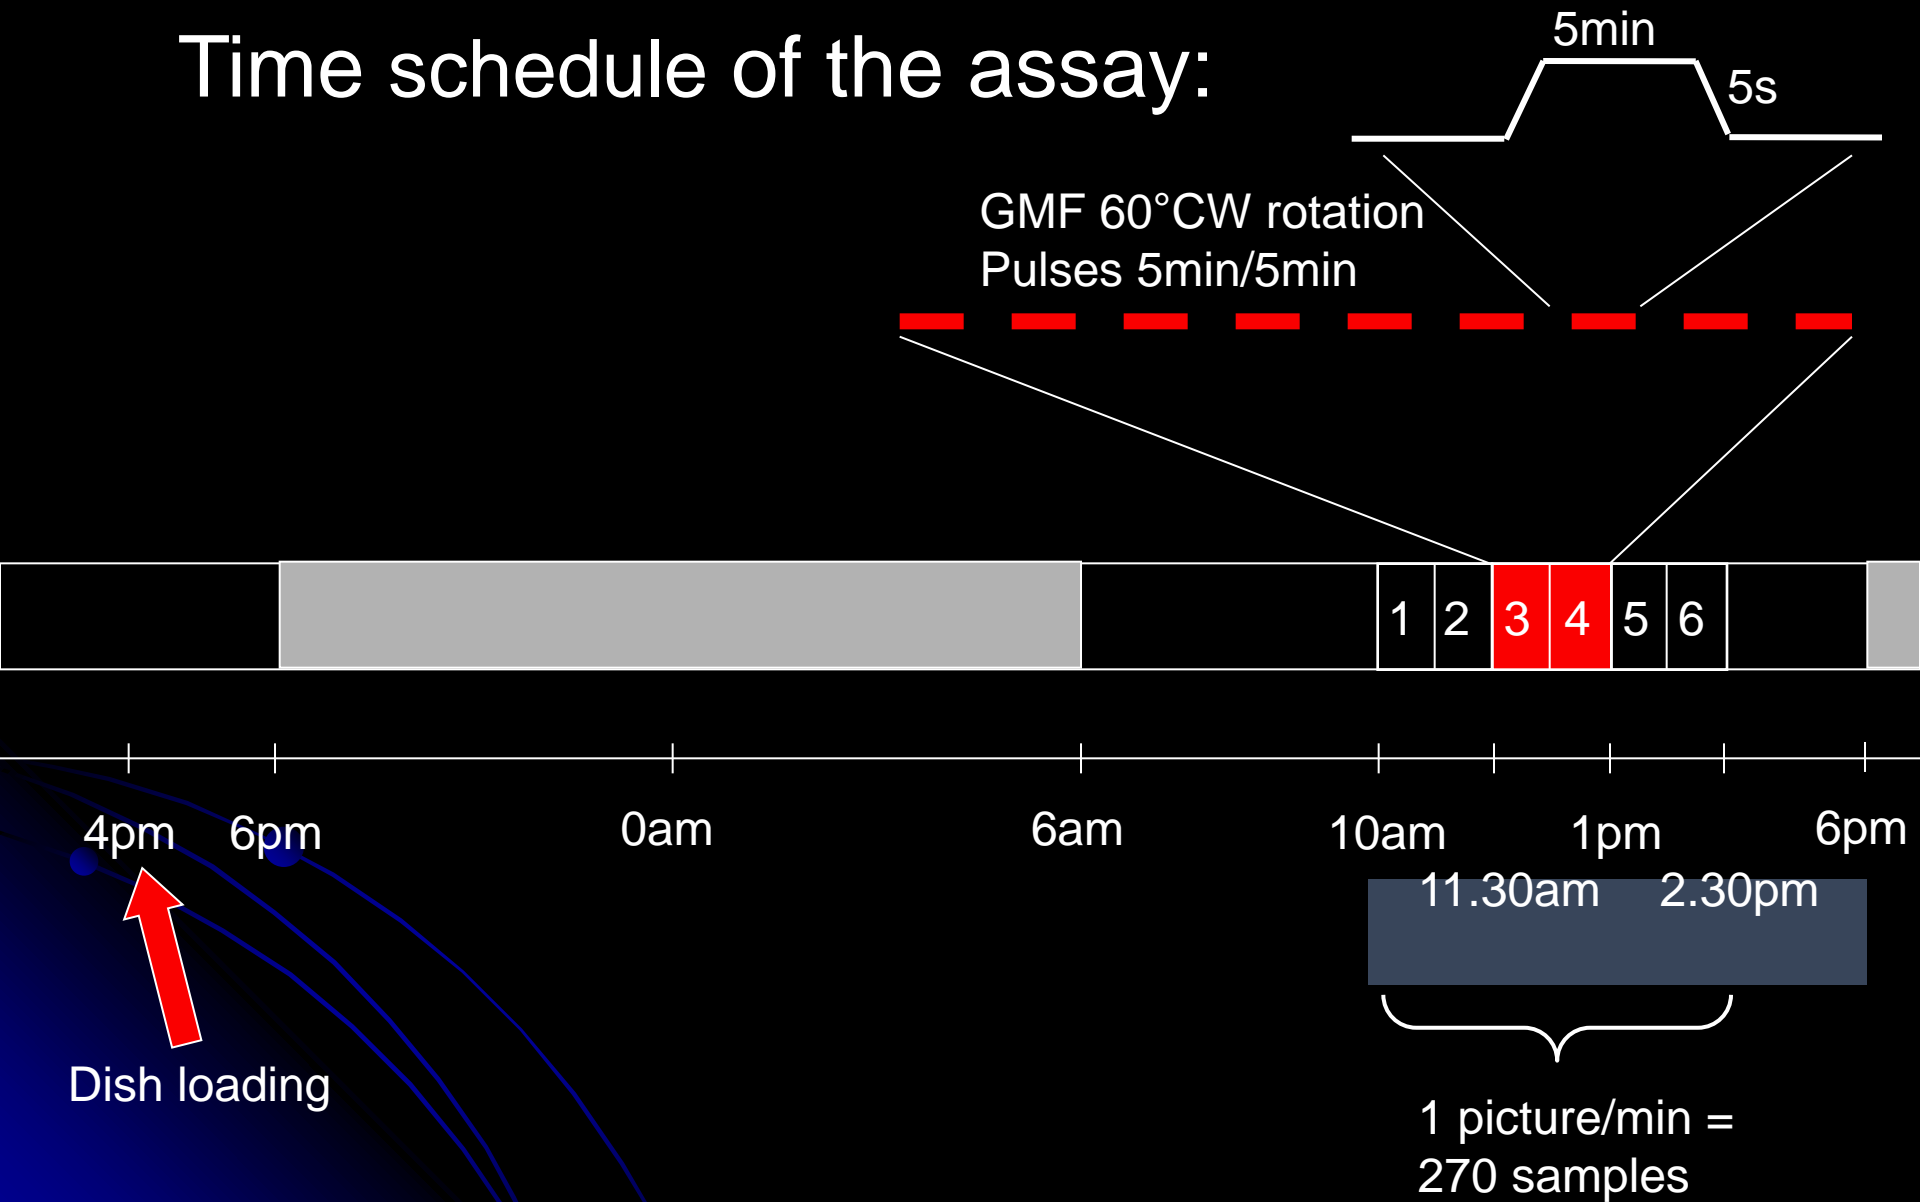 Time schedule of the assay:
5min
5s
GMF 60°CW rotation
Pulses 5min/5min
1 2 3 4 5 6
4pm 6pm 0am 6am 10am 1pm 6pm
11.30am 2.30pm
Dish loading
1 picture/min =
270 samples